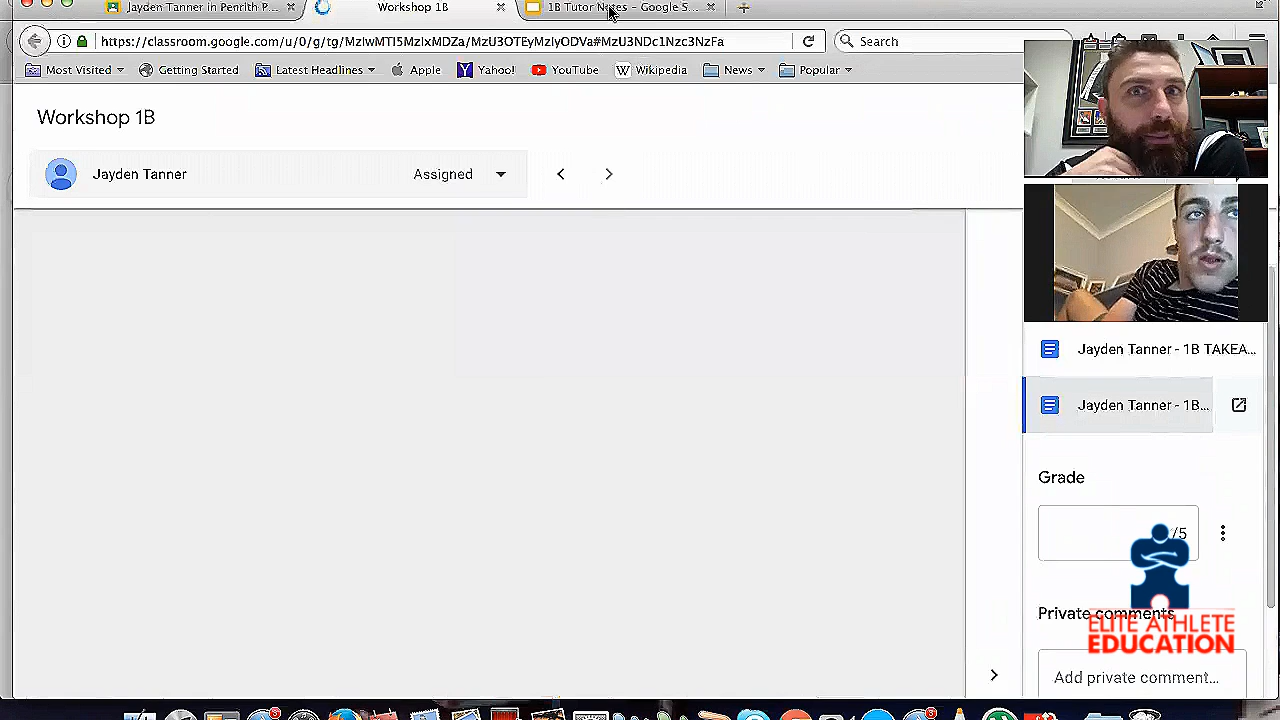 Jayden Tanner in Penrith P...
Workshop 1B
1B Tutor Notes - Google S...
https://classroom.google.com/u/0/g/tg/MzIwMTI5MzIxMDZa/MzU3OTEyMzIyODVa#MzU3NDc1Nzc3NzFa
Search
Most Visited
Getting Started
Latest Headlines
Apple
Yahoo!
YouTube
Wikipedia
News
Popular
Workshop 1B
Jayden Tanner
Assigned
Jayden Tanner - 1B TAKEA...
Jayden Tanner - 1B...
Grade
/5
Private comments
ELITE ATHLETE
EDUCATION
Add private comment...